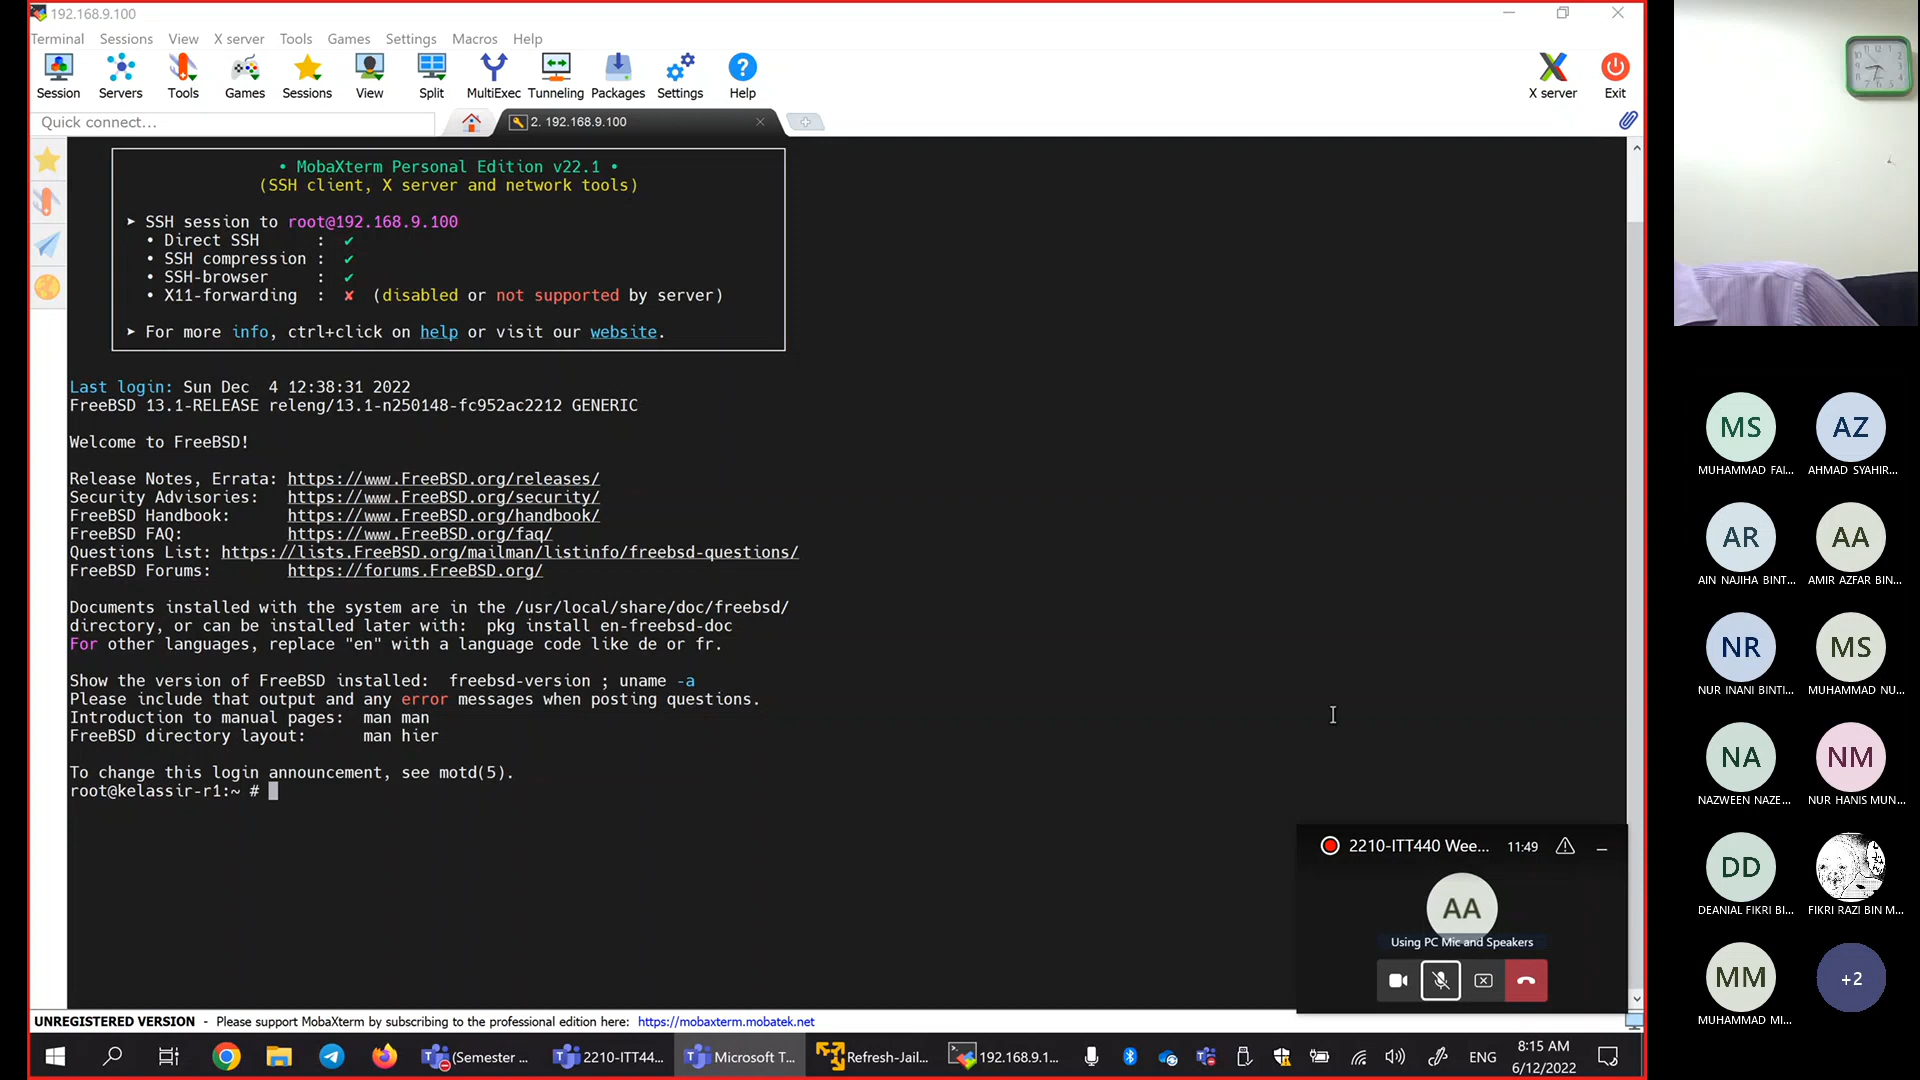 192.168.9.100
Terminal Sessions View X server Tools Games Settings Macros Help
Session Servers Tools Games Sessions View Split MultiExec Tunneling Packages Settings Help X server Exit
Quick connect...
2. 192.168.9.100
• MobaXterm Personal Edition v22.1 •
(SSH client, X server and network tools)
➤ SSH session to root@192.168.9.100
• Direct SSH : ✔
• SSH compression : ✔
• SSH-browser : ✔
• X11-forwarding : ✘ (disabled or not supported by server)
➤ For more info, ctrl+click on help or visit our website.
Last login: Sun Dec 4 12:38:31 2022
FreeBSD 13.1-RELEASE releng/13.1-n250148-fc952ac2212 GENERIC
Welcome to FreeBSD!
Release Notes, Errata: https://www.FreeBSD.org/releases/
Security Advisories: https://www.FreeBSD.org/security/
FreeBSD Handbook: https://www.FreeBSD.org/handbook/
FreeBSD FAQ: https://www.FreeBSD.org/faq/
Questions List: https://lists.FreeBSD.org/mailman/listinfo/freebsd-questions/
FreeBSD Forums: https://forums.FreeBSD.org/
Documents installed with the system are in the /usr/local/share/doc/freebsd/
directory, or can be installed later with: pkg install en-freebsd-doc
For other languages, replace "en" with a language code like de or fr.
Show the version of FreeBSD installed: freebsd-version ; uname -a
Please include that output and any error messages when posting questions.
Introduction to manual pages: man man
FreeBSD directory layout: man hier
To change this login announcement, see motd(5).
root@kelassir-r1:~ #
2210-ITT440 Wee... 11:49
AA
Using PC Mic and Speakers
UNREGISTERED VERSION - Please support MobaXterm by subscribing to the professional edition here: https://mobaxterm.mobatek.net
(Semester ... 2210-ITT44... Microsoft T... Refresh-Jail... 192.168.9.1... ENG 8:15 AM
6/12/2022
MS AZ
MUHAMMAD FAI... AHMAD SYAHIR...
AR AA
AIN NAJIHA BINT... AMIR AZFAR BIN...
NR MS
NUR INANI BINTI... MUHAMMAD NU...
NA NM
NAZWEEN NAZE... NUR HANIS MUN...
DD
DEANIAL FIKRI BI... FIKRI RAZI BIN M...
MM +2
MUHAMMAD MI...